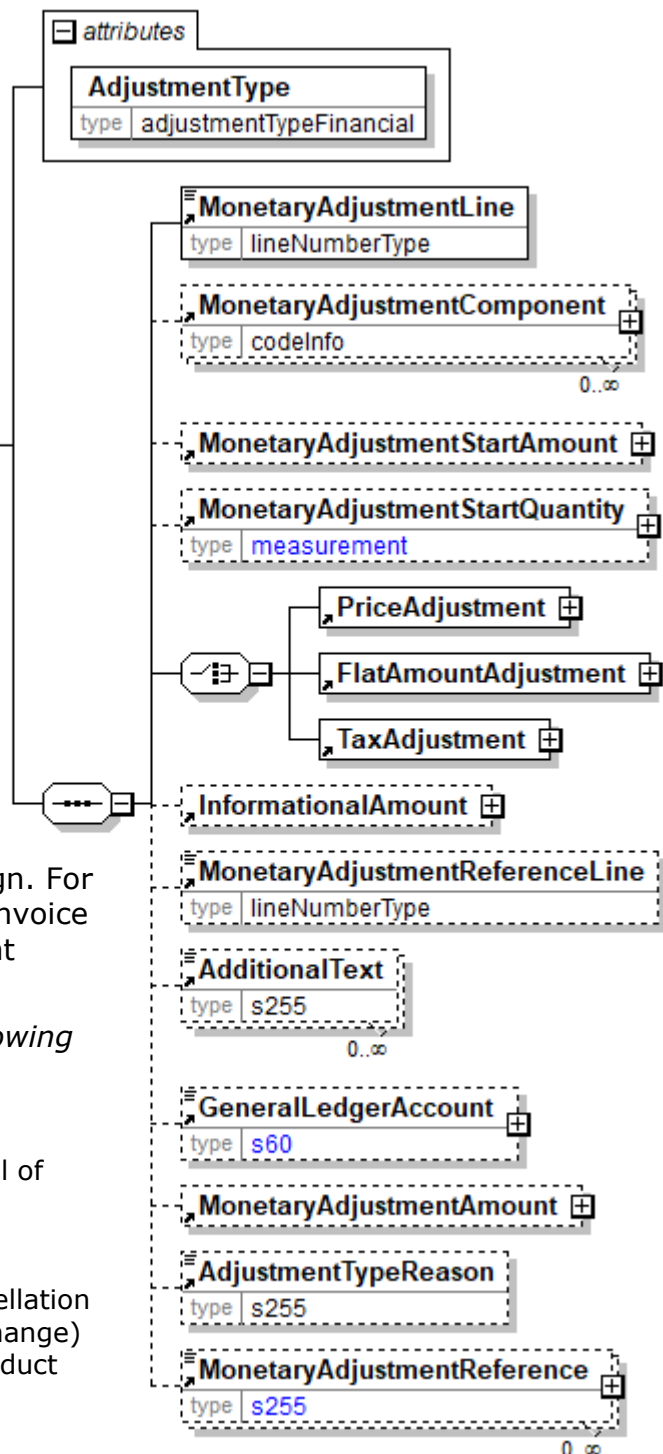 attributes
AdjustmentType
type adjustmentTypeFinancial
MonetaryAdjustmentLine
type lineNumberType
MonetaryAdjustmentComponent
type codeInfo
0..∞
MonetaryAdjustmentStartAmount
MonetaryAdjustmentStartQuantity
type measurement
PriceAdjustment
FlatAmountAdjustment
TaxAdjustment
InformationalAmount
MonetaryAdjustmentReferenceLine
type lineNumberType
AdditionalText
type s255
0..∞
GeneralLedgerAccount
type s60
MonetaryAdjustmentAmount
AdjustmentTypeReason
type s255
MonetaryAdjustmentReference
type s255
0..∞
gn. For
nvoice
nt
owing
l of
ellation
hange)
duct